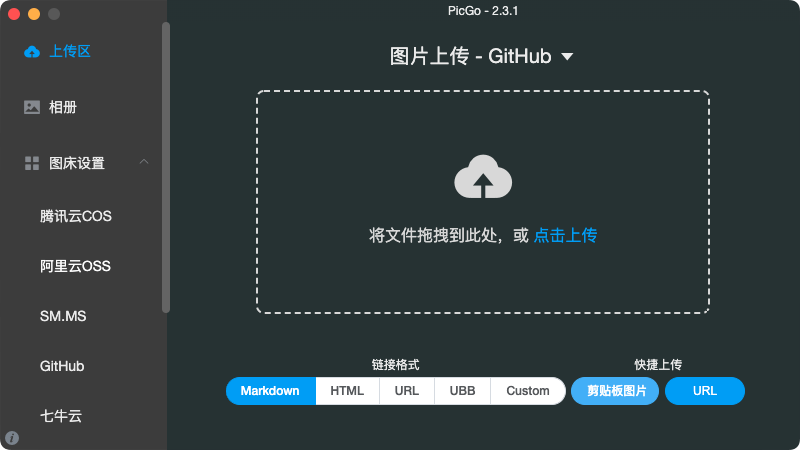 PicGo - 2.3.1
上传区
相册
图床设置
腾讯云COS
阿里云OSS
SM.MS
GitHub
七牛云
图片上传 - GitHub
将文件拖拽到此处，或 点击上传
链接格式
Markdown HTML URL UBB Custom
快捷上传
剪贴板图片 URL